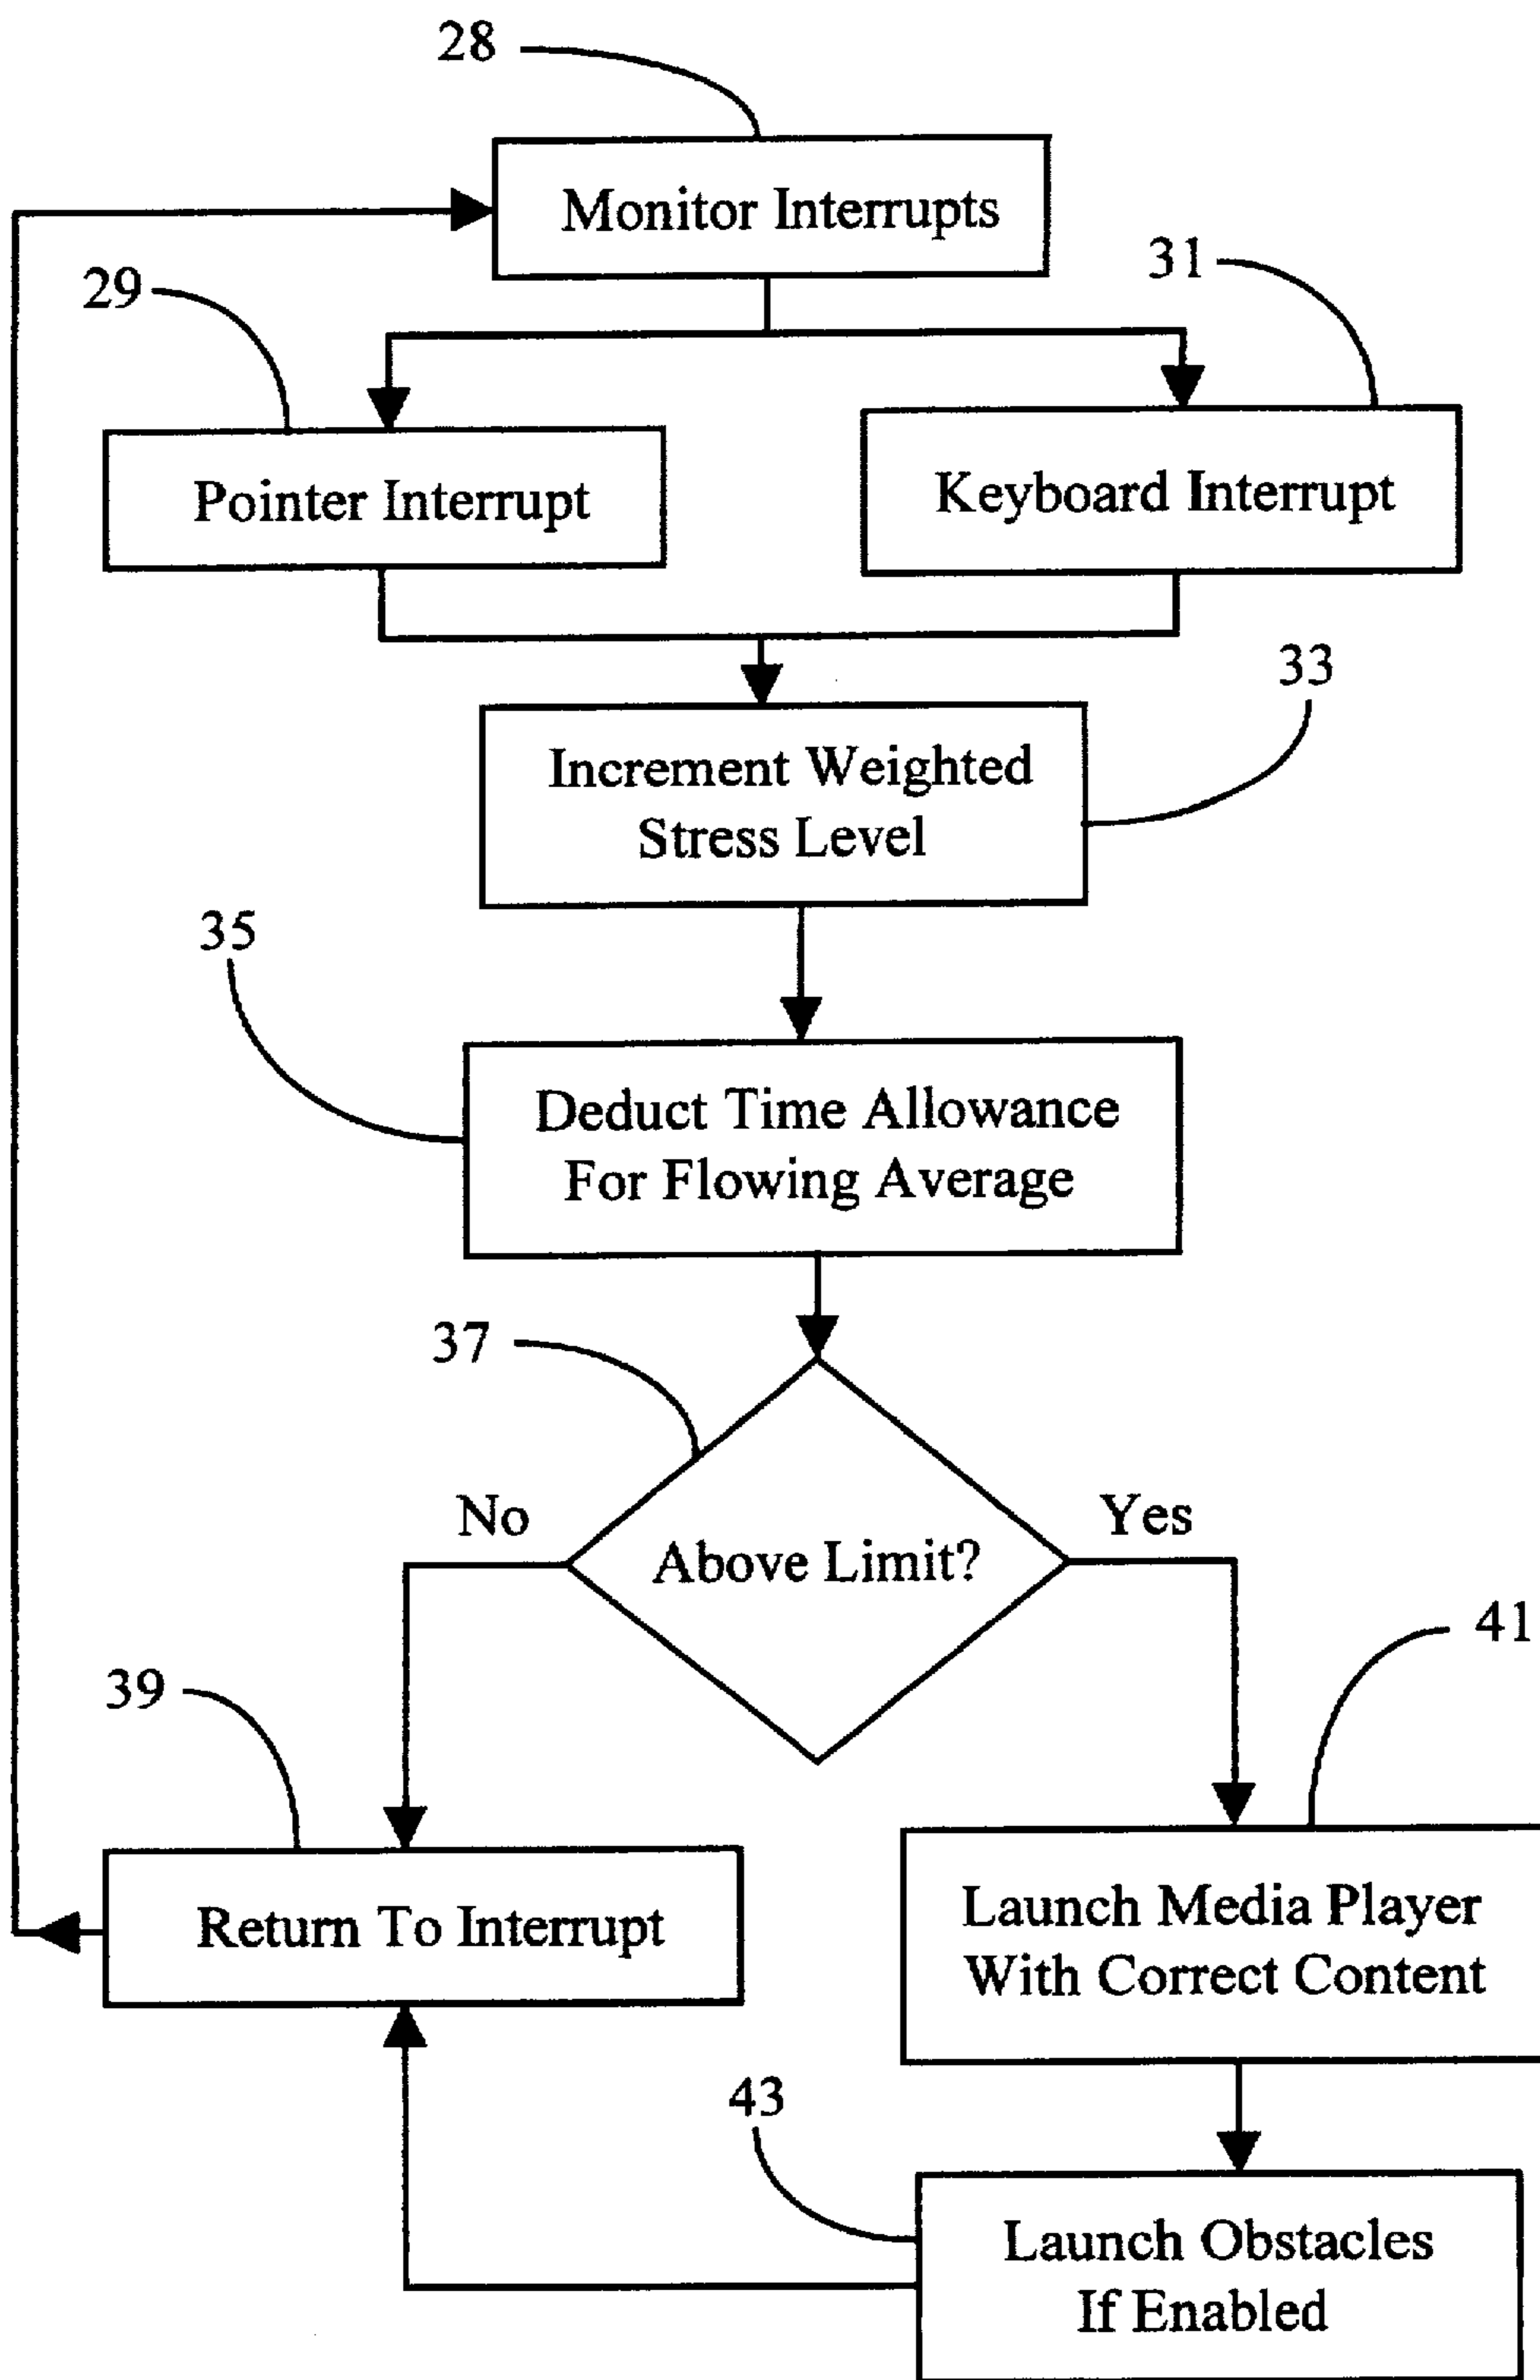 28
Monitor Interrupts
29
31
Pointer Interrupt
Keyboard Interrupt
33
Increment Weighted
Stress Level
35
Deduct Time Allowance
For Flowing Average
37
No
Yes
Above Limit?
41
39
Return To Interrupt
Launch Media Player
With Correct Content
43
Launch Obstacles
If Enabled